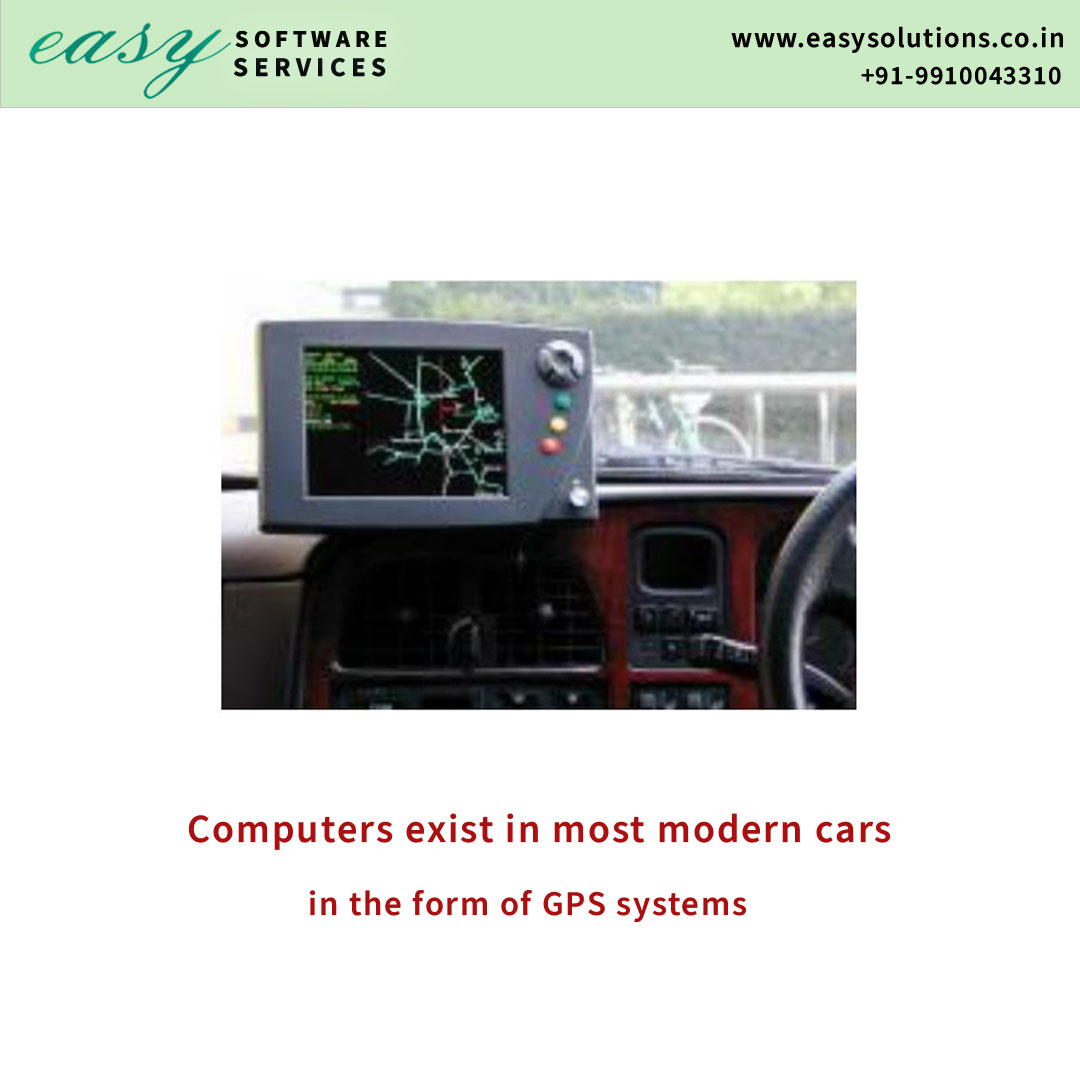 easy SOFTWARE
SERVICES
www.easysolutions.co.in
+91-9910043310
Computers exist in most modern cars
in the form of GPS systems